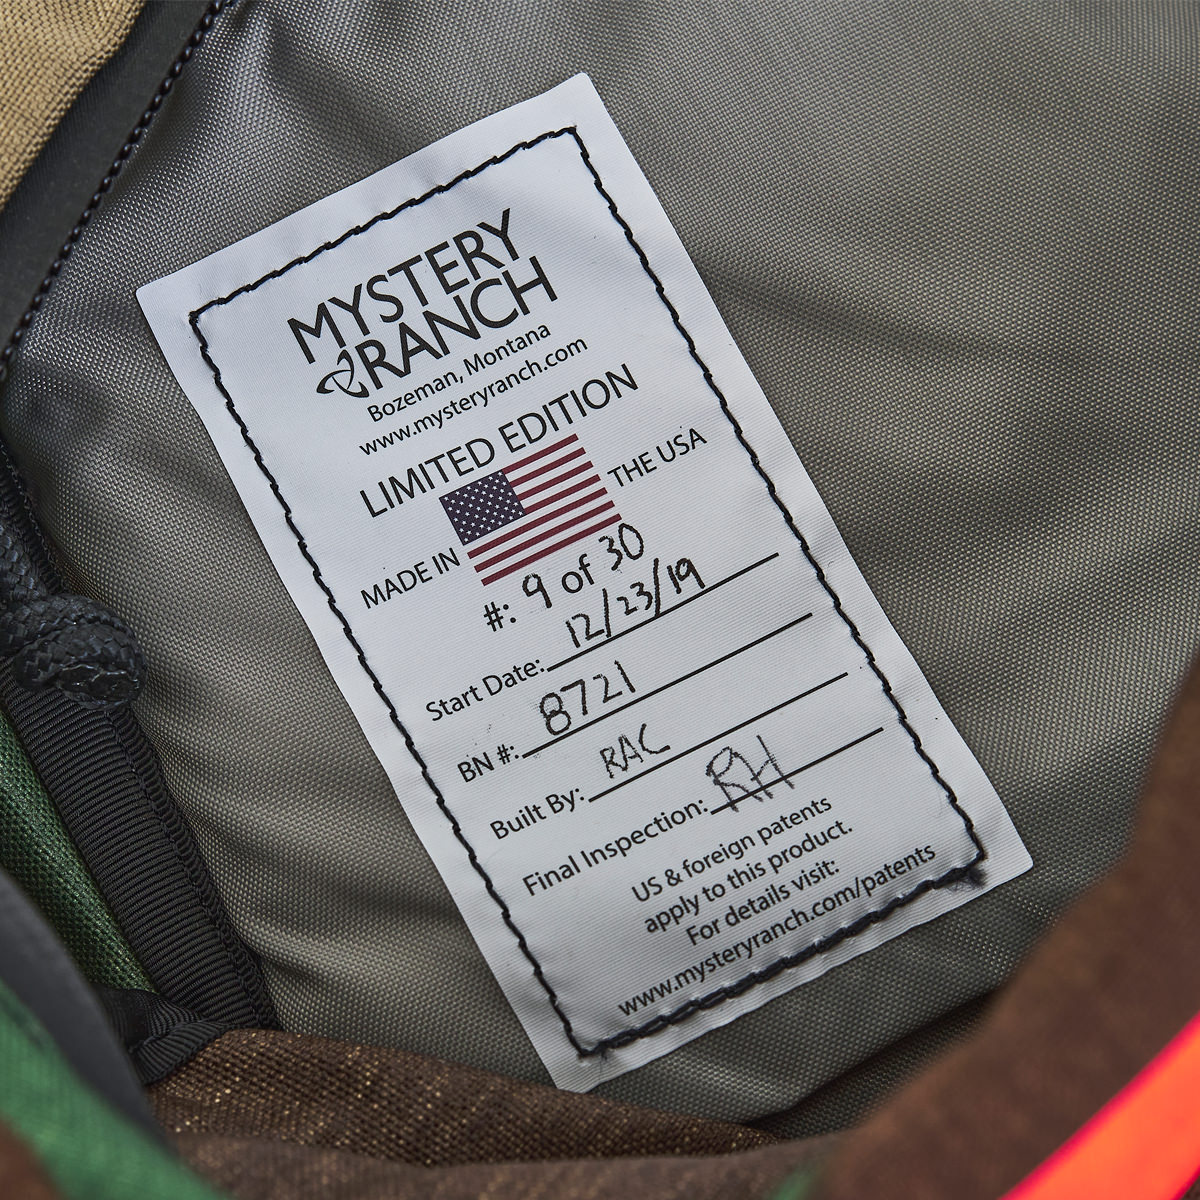 MYSTERY
RANCH
Bozeman, Montana
www.mysteryranch.com
LIMITED EDITION
MADE IN THE USA
#: 9 of 30
Start Date: 12/23/19
BN #: 8721
Built By: RAC
Final Inspection: RH
US & foreign patents
apply to this product.
For details visit:
www.mysteryranch.com/patents